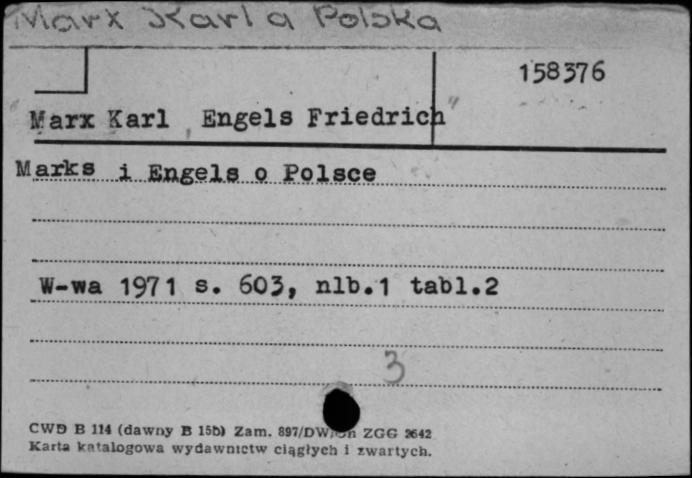 Marx Karl a Polska
158376
Marx Karl, Engels Friedrich
Marks i Engels o Polsce
W-wa 1971 s. 603, nlb.1 tabl.2
3
CWD B 114 (dawny B 15b) Zam. 897/DW/ ZGG 2642
Karta katalogowa wydawnictw ciągłych i zwartych.